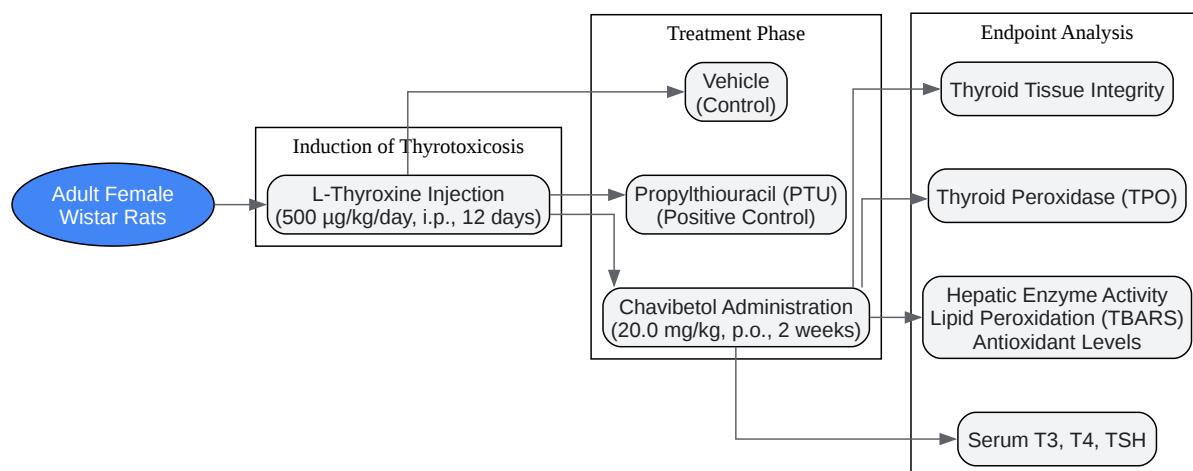 Adult Female
Wistar Rats
Induction of Thyrotoxicosis
L-Thyroxine Injection
(500 µg/kg/day, i.p., 12 days)
Treatment Phase
Vehicle
(Control)
Propylthiouracil (PTU)
(Positive Control)
Chavibetol Administration
(20.0 mg/kg, p.o., 2 weeks)
Endpoint Analysis
Thyroid Tissue Integrity
Thyroid Peroxidase (TPO)
Hepatic Enzyme Activity
Lipid Peroxidation (TBARS)
Antioxidant Levels
Serum T3, T4, TSH